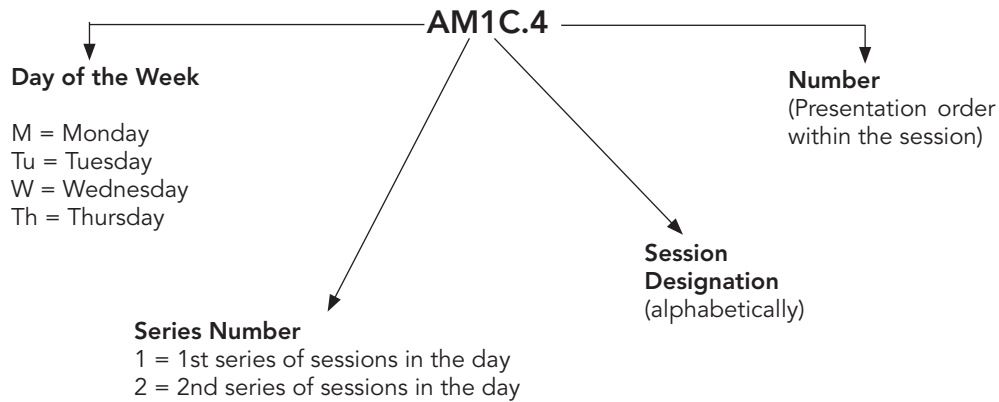 AM1C.4
Day of the Week
M = Monday
Tu = Tuesday
W = Wednesday
Th = Thursday
Number
(Presentation order
within the session)
Session
Designation
(alphabetically)
Series Number
1 = 1st series of sessions in the day
2 = 2nd series of sessions in the day